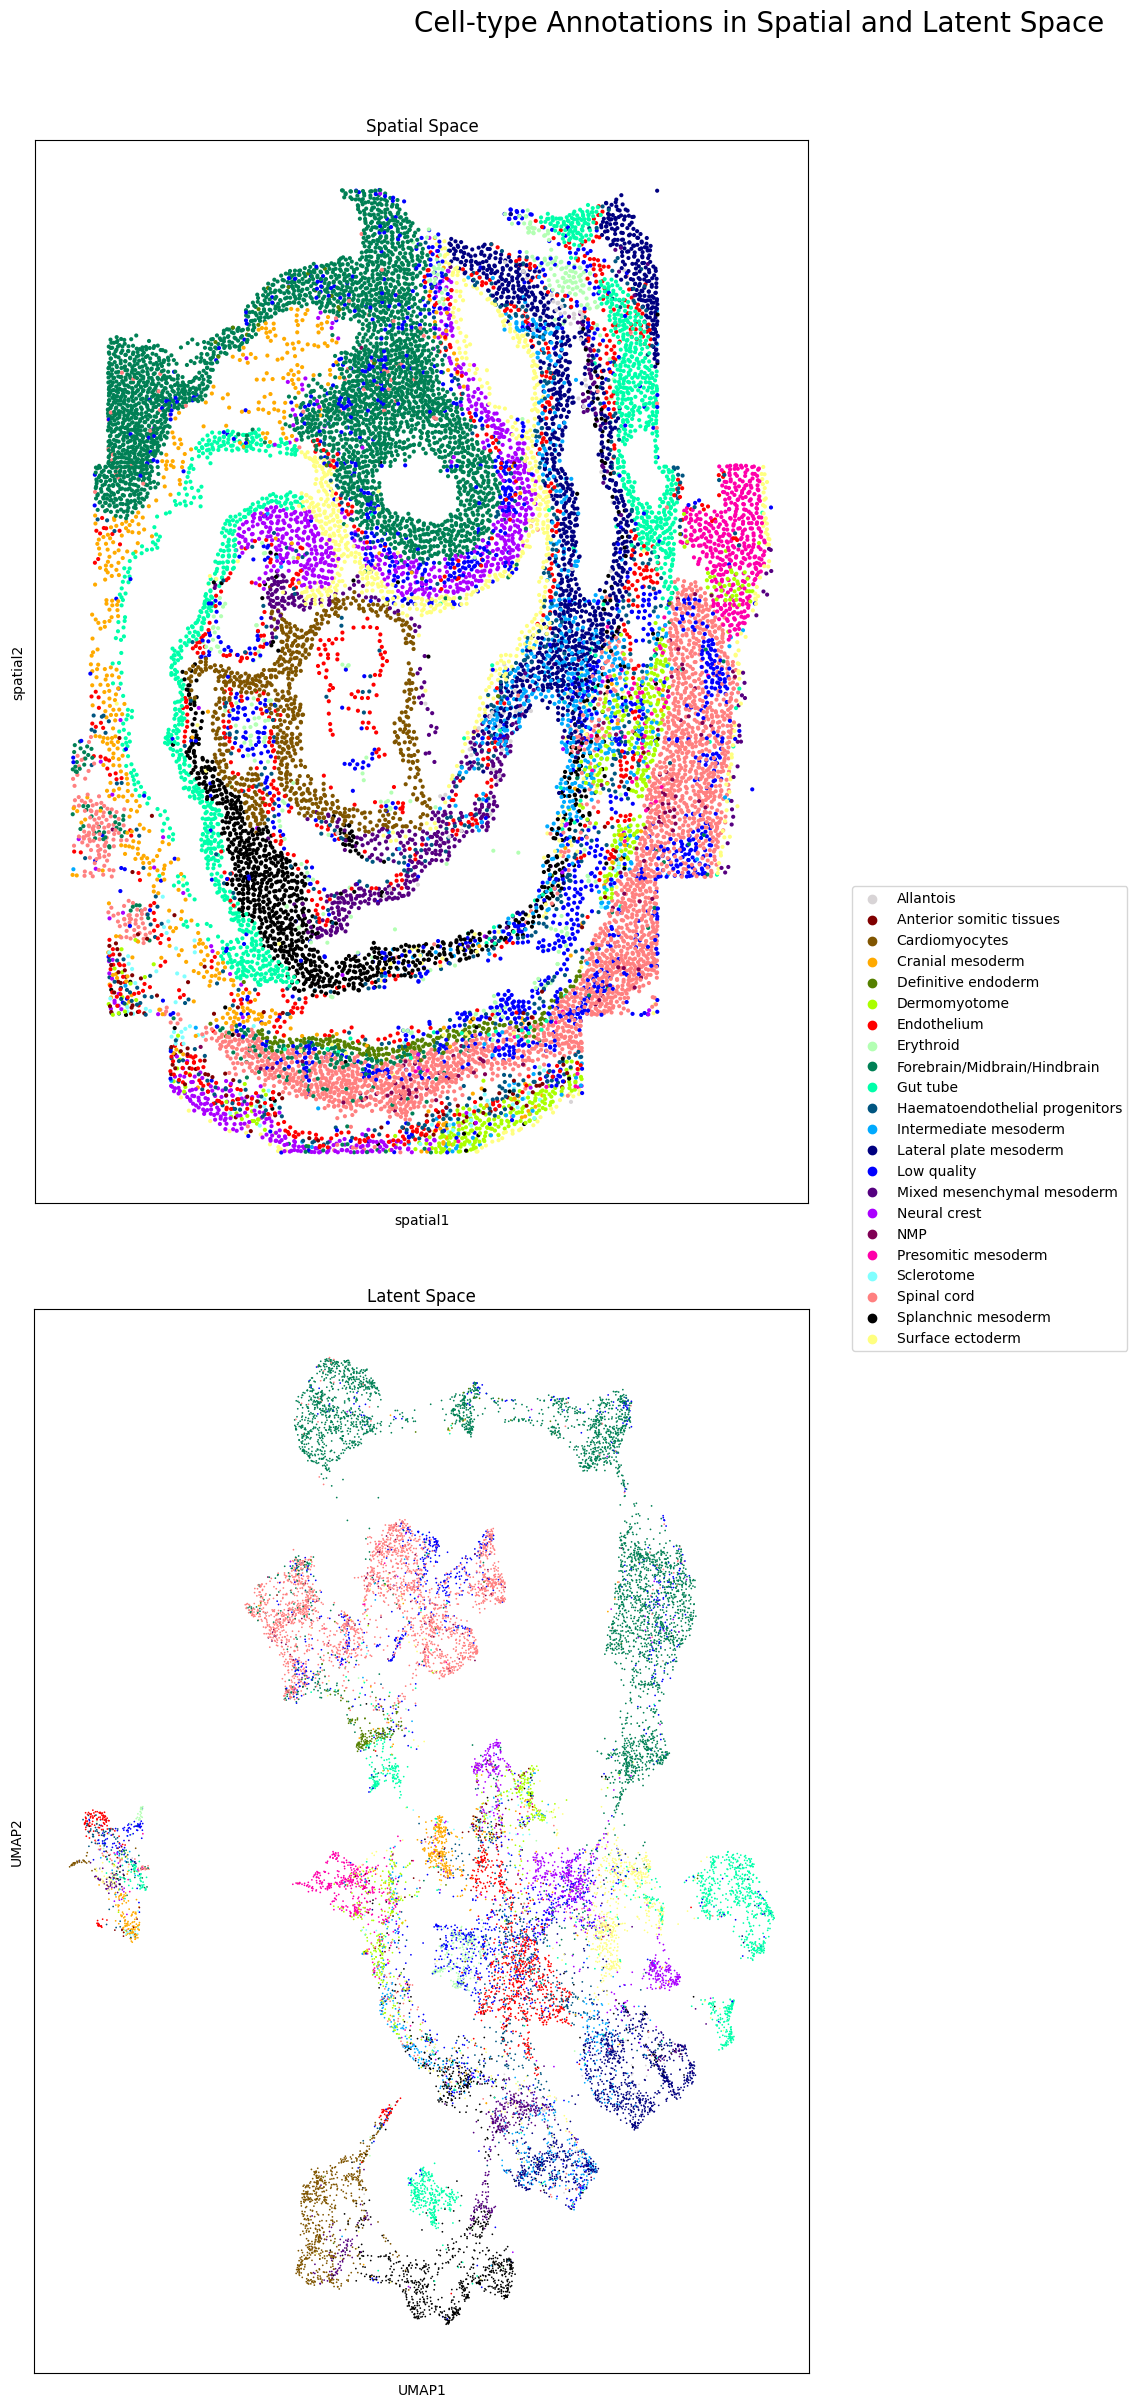 Cell-type Annotations in Spatial and Latent Space
Spatial Space
spatial2
spatial1
Allantois
Anterior somitic tissues
Cardiomyocytes
Cranial mesoderm
Definitive endoderm
Dermomyotome
Endothelium
Erythroid
Forebrain/Midbrain/Hindbrain
Gut tube
Haematoendothelial progenitors
Intermediate mesoderm
Lateral plate mesoderm
Low quality
Mixed mesenchymal mesoderm
Neural crest
NMP
Presomitic mesoderm
Sclerotome
Spinal cord
Splanchnic mesoderm
Surface ectoderm
Latent Space
UMAP2
UMAP1